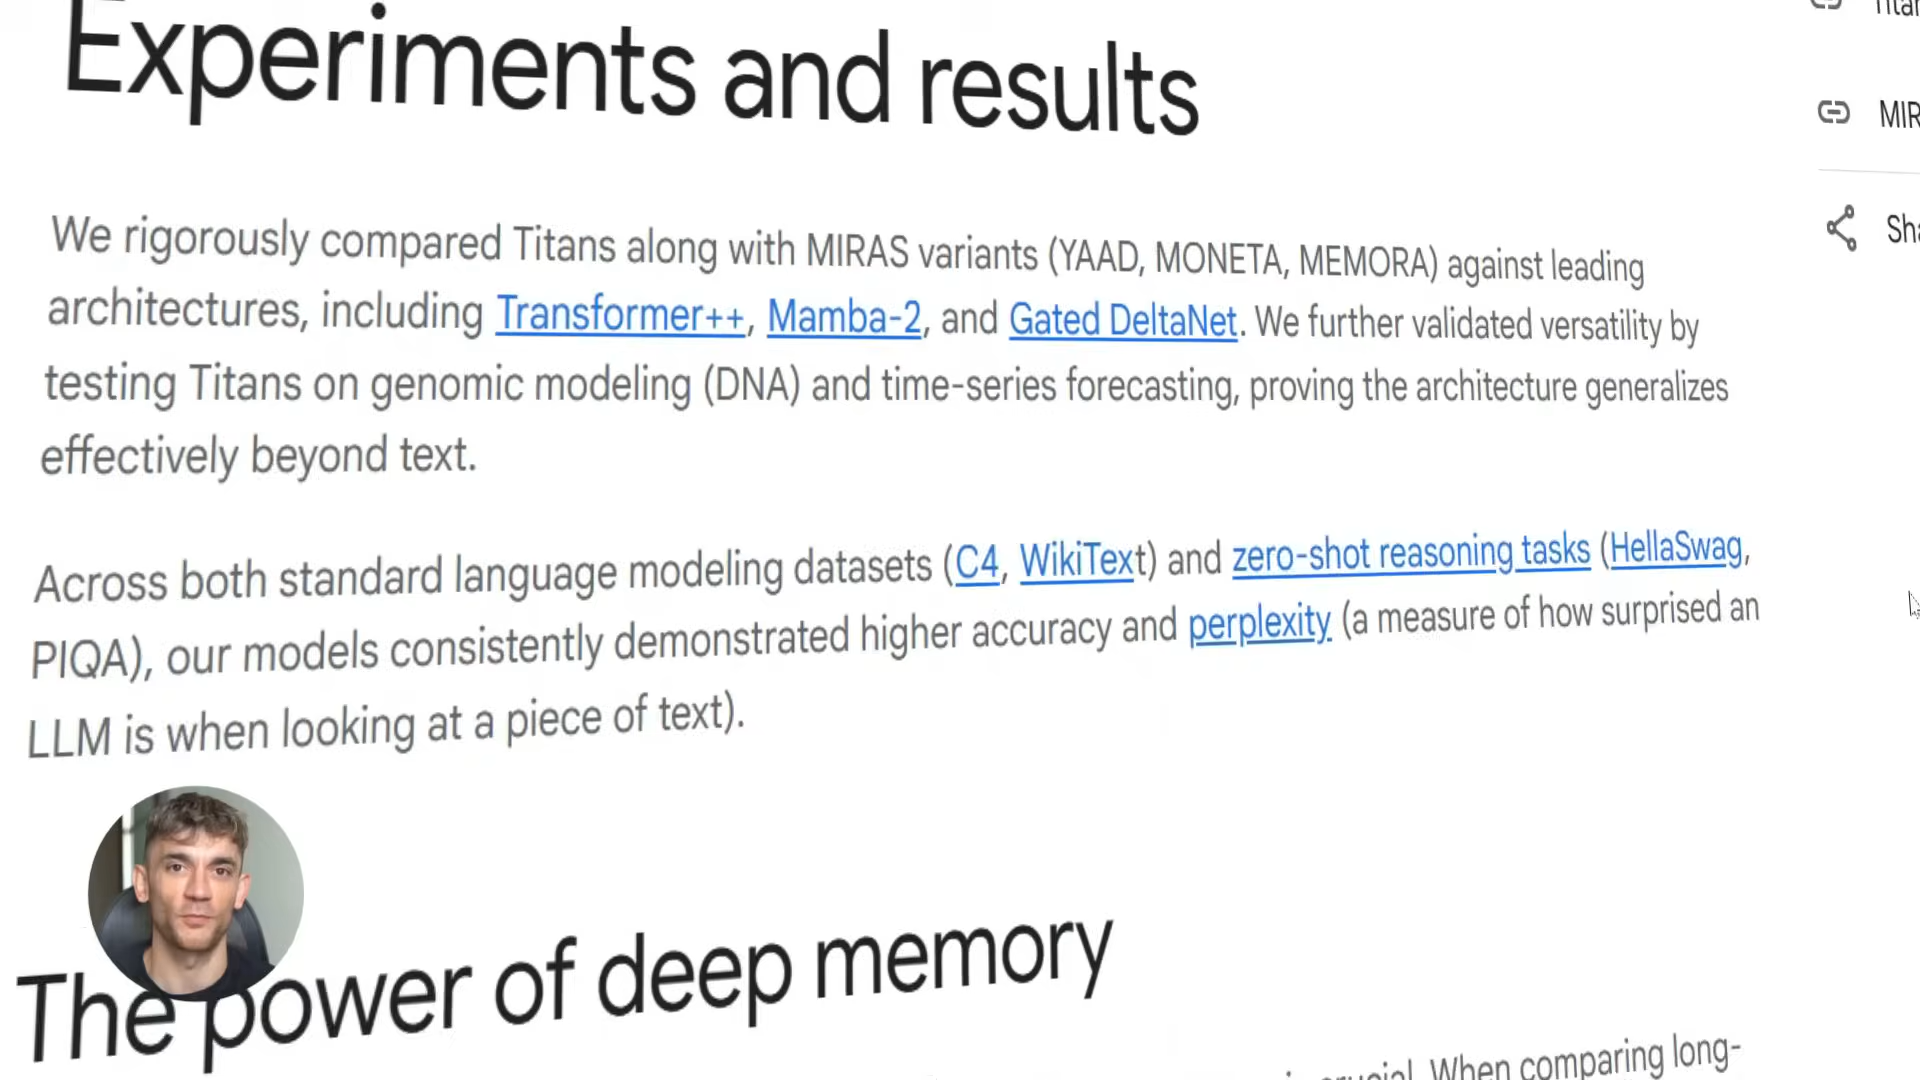 Experiments and results
We rigorously compared Titans along with MIRAS variants (YAAD, MONETA, MEMORA) against leading
architectures, including Transformer++, Mamba-2, and Gated DeltaNet. We further validated versatility by
testing Titans on genomic modeling (DNA) and time-series forecasting, proving the architecture generalizes
effectively beyond text.
Across both standard language modeling datasets (C4, WikiText) and zero-shot reasoning tasks (HellaSwag,
PIQA), our models consistently demonstrated higher accuracy and perplexity (a measure of how surprised an
LLM is when looking at a piece of text).
The power of deep memory
crucial. When comparing long-